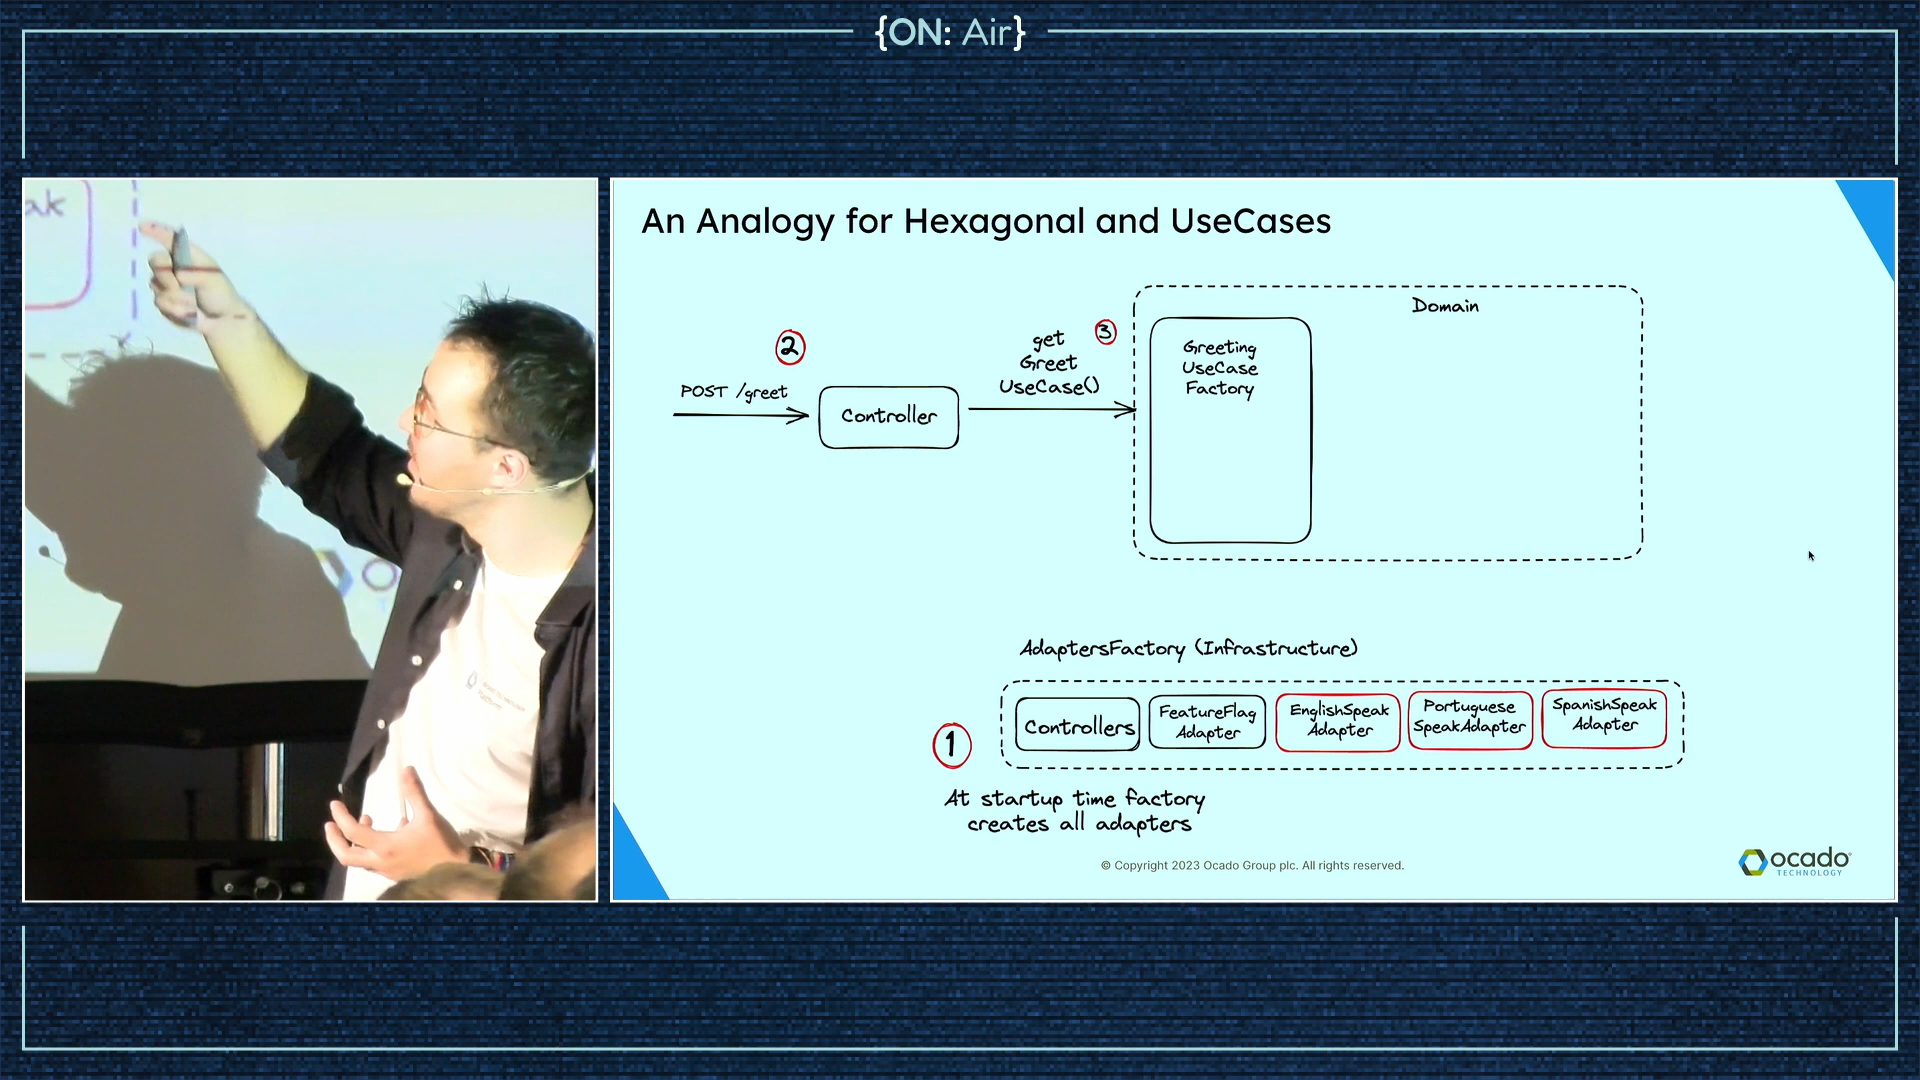 {ON: Air}
ak
An Analogy for Hexagonal and UseCases
Domain
2
get
Greet
UseCase()
3
POST /greet
Controller
Greeting
UseCase
Factory
AdaptersFactory (Infrastructure)
1
Controllers
FeatureFlag
Adapter
EnglishSpeak
Adapter
Portuguese
SpeakAdapter
SpanishSpeak
Adapter
At startup time factory
creates all adapters
© Copyright 2023 Ocado Group plc. All rights reserved.
ocado
TECHNOLOGY